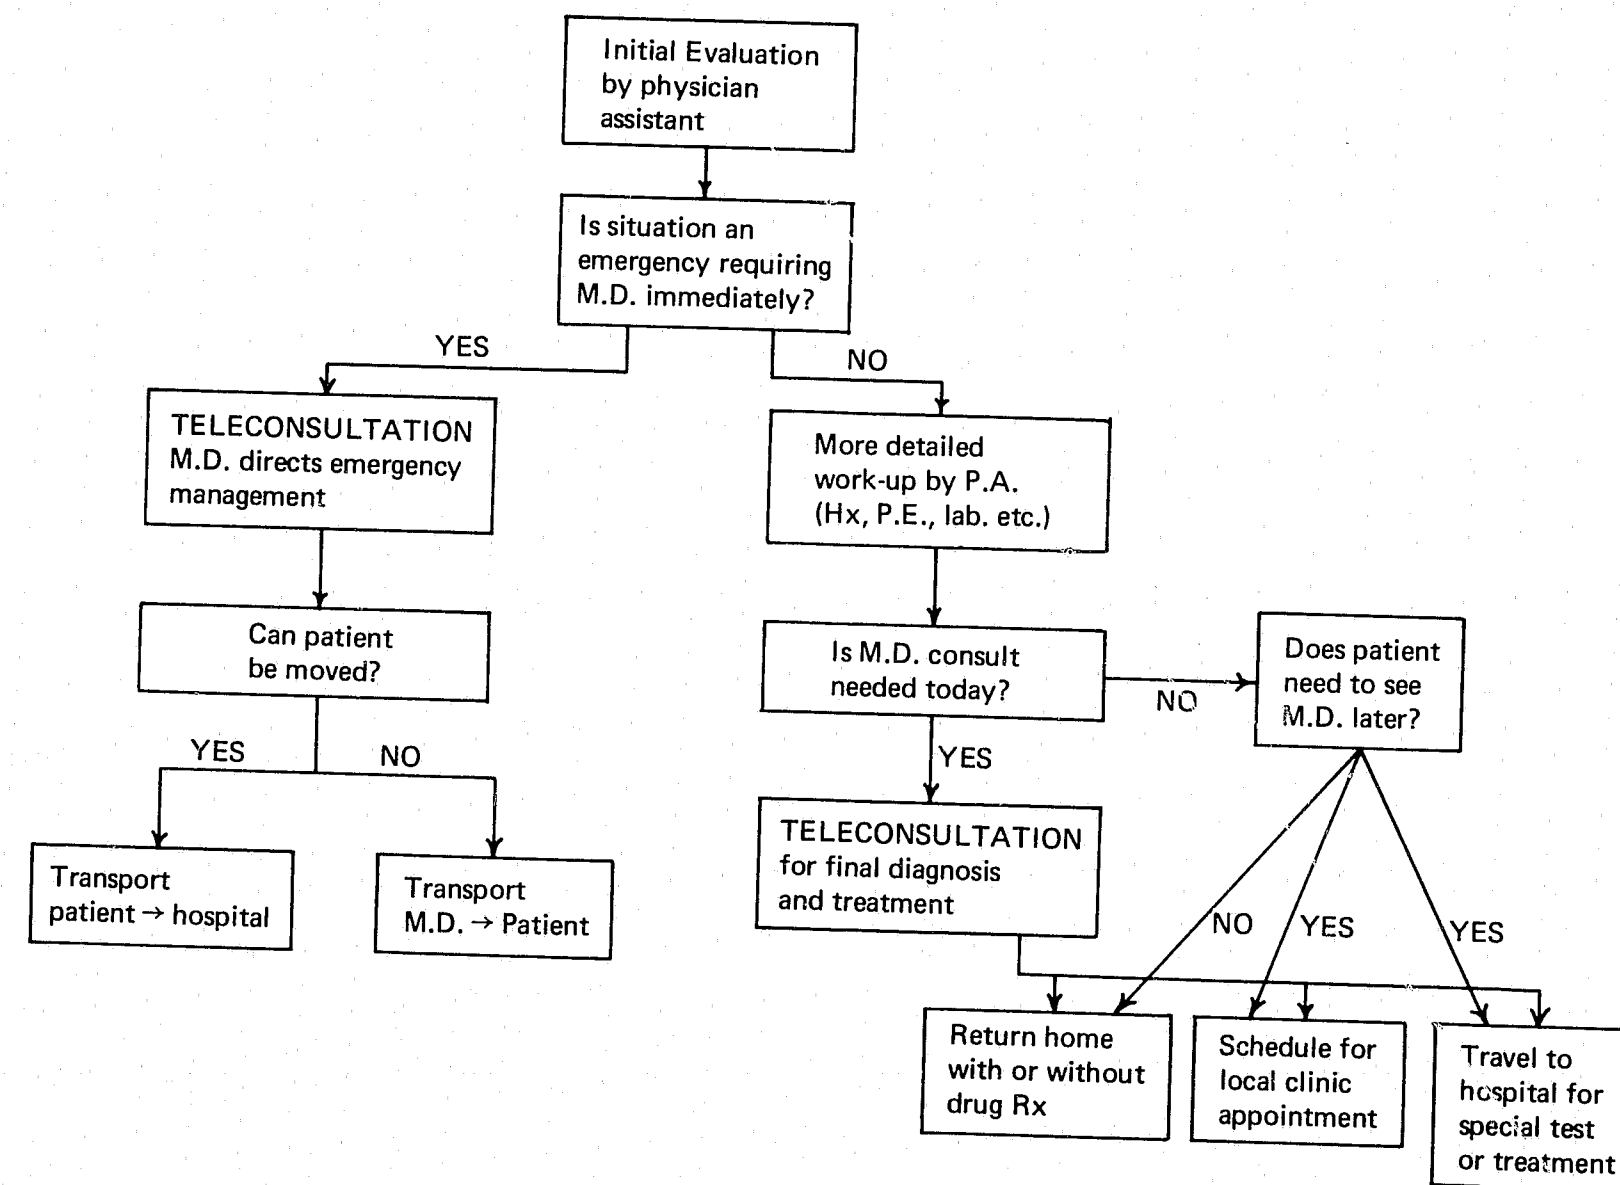 Initial Evaluation
by physician
assistant
Is situation an
emergency requiring
M.D. immediately?
YES
NO
TELECONSULTATION
M.D. directs emergency
management
More detailed
work-up by P.A.
(Hx, P.E., lab. etc.)
Can patient
be moved?
Is M.D. consult
needed today?
NO
Does patient
need to see
M.D. later?
YES
NO
YES
Transport
patient → hospital
Transport
M.D. → Patient
TELECONSULTATION
for final diagnosis
and treatment
NO
YES
YES
Return home
with or without
drug Rx
Schedule for
local clinic
appointment
Travel to
hospital for
special test
or treatment